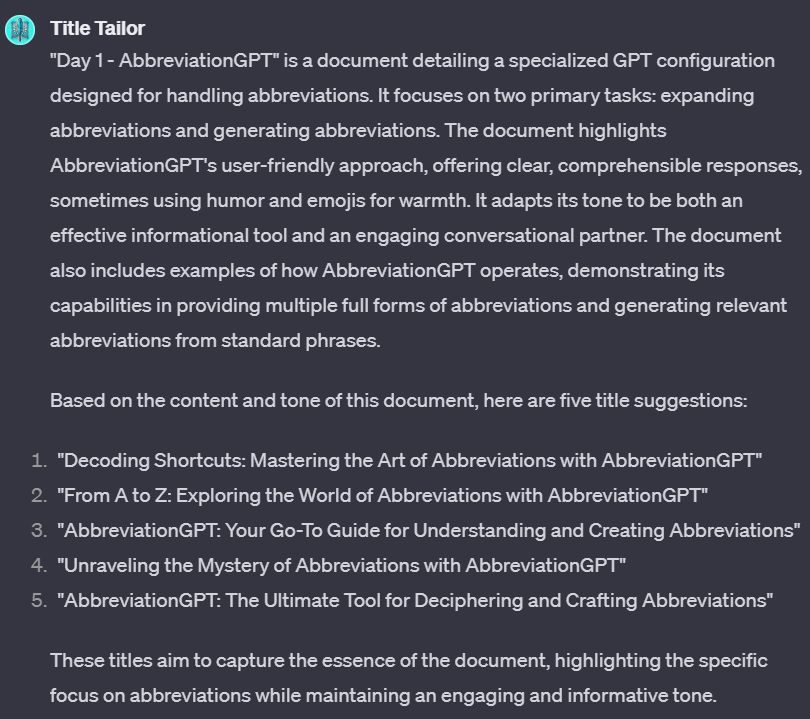 Title Tailor
"Day 1 - AbbreviationGPT" is a document detailing a specialized GPT configuration
designed for handling abbreviations. It focuses on two primary tasks: expanding
abbreviations and generating abbreviations. The document highlights
AbbreviationGPT's user-friendly approach, offering clear, comprehensible responses,
sometimes using humor and emojis for warmth. It adapts its tone to be both an
effective informational tool and an engaging conversational partner. The document
also includes examples of how AbbreviationGPT operates, demonstrating its
capabilities in providing multiple full forms of abbreviations and generating relevant
abbreviations from standard phrases.
Based on the content and tone of this document, here are five title suggestions:
1. "Decoding Shortcuts: Mastering the Art of Abbreviations with AbbreviationGPT"
2. "From A to Z: Exploring the World of Abbreviations with AbbreviationGPT"
3. "AbbreviationGPT: Your Go-To Guide for Understanding and Creating Abbreviations"
4. "Unraveling the Mystery of Abbreviations with AbbreviationGPT"
5. "AbbreviationGPT: The Ultimate Tool for Deciphering and Crafting Abbreviations"
These titles aim to capture the essence of the document, highlighting the specific
focus on abbreviations while maintaining an engaging and informative tone.